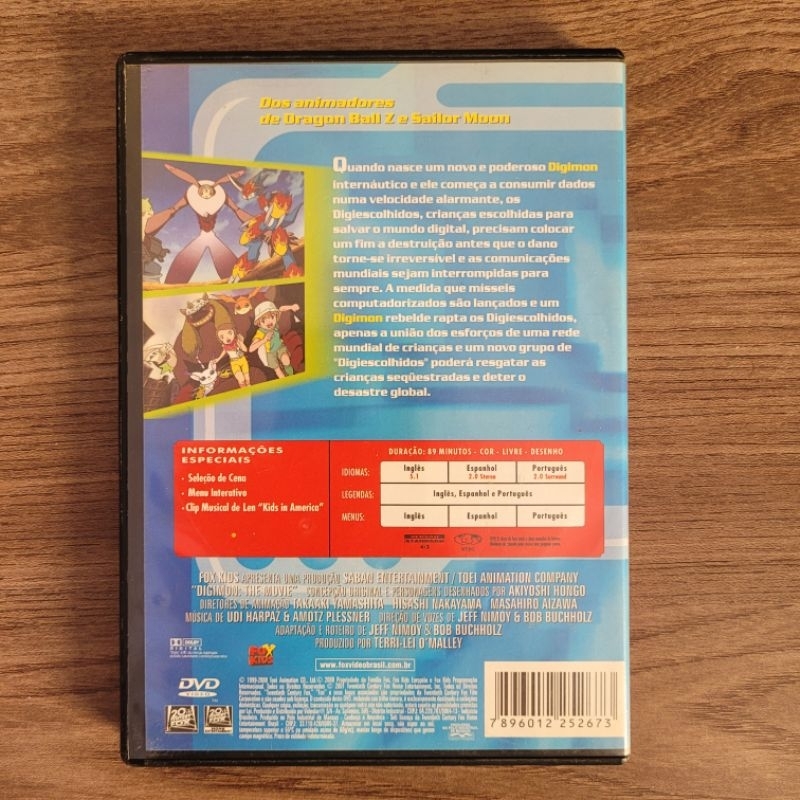 Dos animadores
de Dragon Ball Z e Sailor Moon
Quando nasce um novo e poderoso Digimon
internáutico e ele começa a consumir dados
numa velocidade alarmante, os
Digiescolhidos, crianças escolhidas para
salvar o mundo digital, precisam colocar
um fim a destruição antes que o dano
torne-se irreversível e as comunicações
mundiais sejam interrompidas para
sempre. A medida que mísseis
computadorizados são lançados e um
Digimon rebelde rapta os Digiescolhidos,
apenas a união dos esforços de uma rede
mundial de crianças e um novo grupo de
"Digiescolhidos" poderá resgatar as
crianças seqüestradas e deter o
desastre global.
INFORMAÇÕES
ESPECIAIS
· Seleção de Cena
· Menu Interativo
· Clip Musical de Len "Kids in America"
DURAÇÃO: 89 MINUTOS - COR - LIVRE - DESENHO
IDIOMAS: Inglês 5.1 Espanhol 2.0 Stereo Português 2.0 Surround
LEGENDAS: Inglês, Espanhol e Português
MENUS: Inglês Espanhol Português
FOX KIDS APRESENTA UMA PRODUÇÃO SABAN ENTERTAINMENT / TOEI ANIMATION COMPANY
"DIGIMON: THE MOVIE" CONCEPÇÃO ORIGINAL E PERSONAGENS DESENHADOS POR AKIYOSHI HONGO
DIRETORES DE ANIMAÇÃO TAKAAKI YAMASHITA HISASHI NAKAYAMA MASAHIRO AIZAWA
MÚSICA DE UDI HARPAZ & AMOTZ PLESSNER DIREÇÃO DE VOZES DE JEFF NIMOY & BOB BUCHHOLZ
ADAPTAÇÃO E ROTEIRO DE JEFF NIMOY & BOB BUCHHOLZ
PRODUZIDO POR TERRI-LEI O'MALLEY
DOLBY
DIGITAL
FOX
KIDS
www.foxvideobrasil.com.br
DVD
VIDEO
7 896012 252673